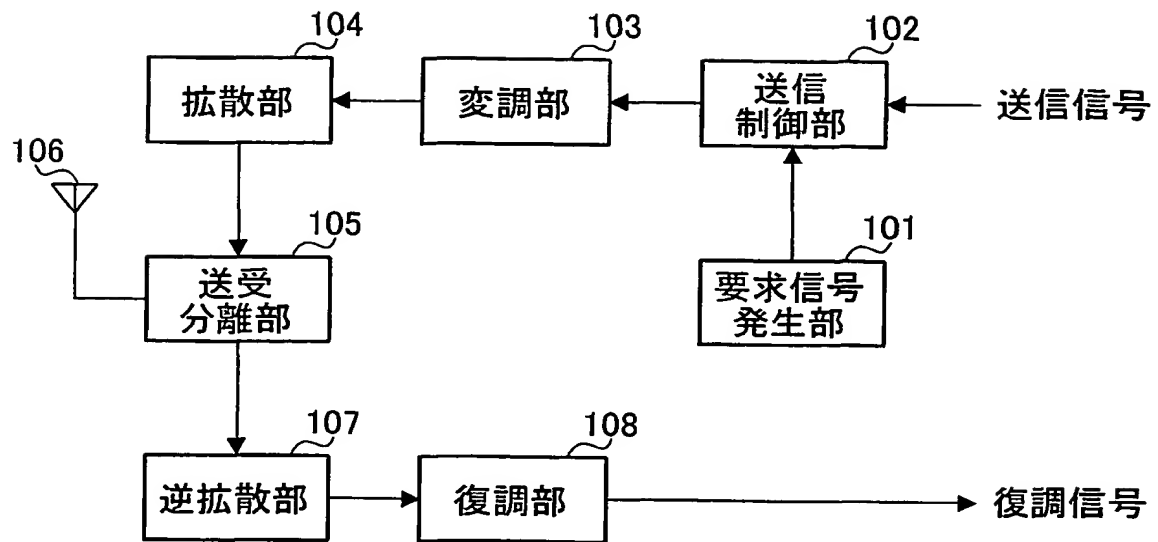 104
拡散部
103
変調部
102
送信
制御部
送信信号
106
105
送受
分離部
101
要求信号
発生部
107
逆拡散部
108
復調部
復調信号